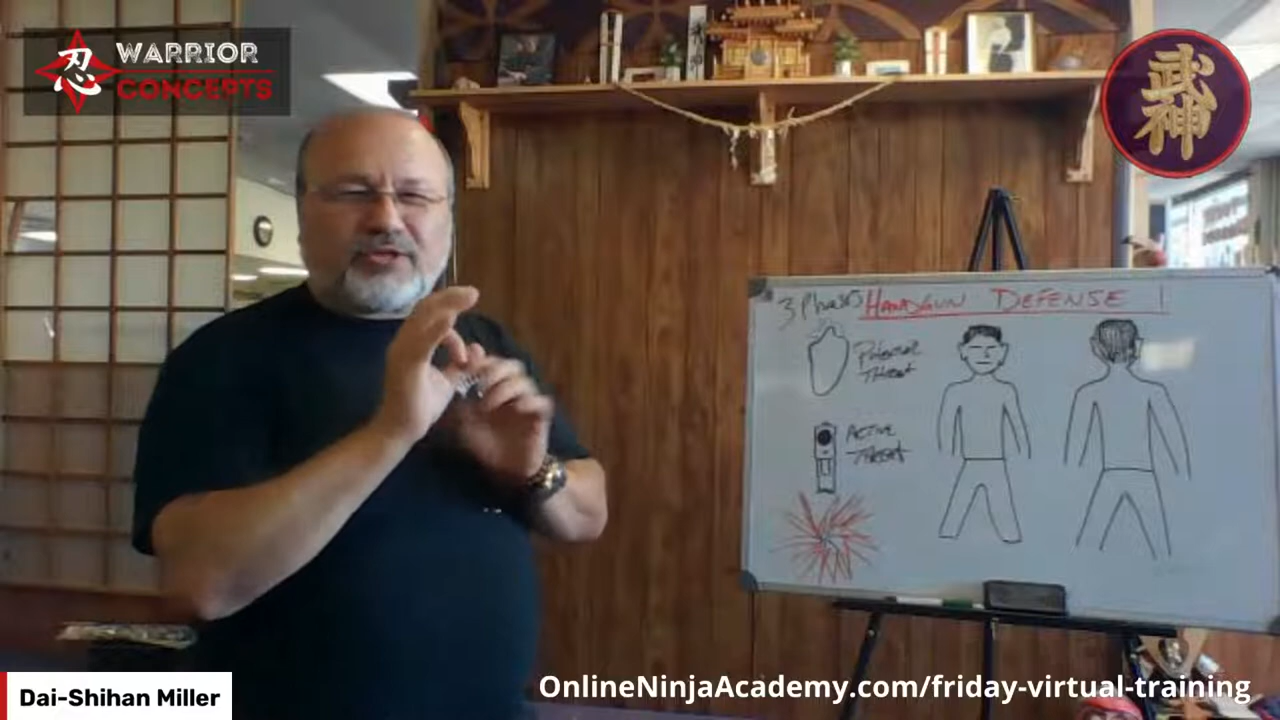 忍
WARRIOR
CONCEPTS
武神
3 Phases HANDGUN DEFENSE !
Potential
Threat
Active
Threat
Dai-Shihan Miller
OnlineNinjaAcademy.com/friday-virtual-training